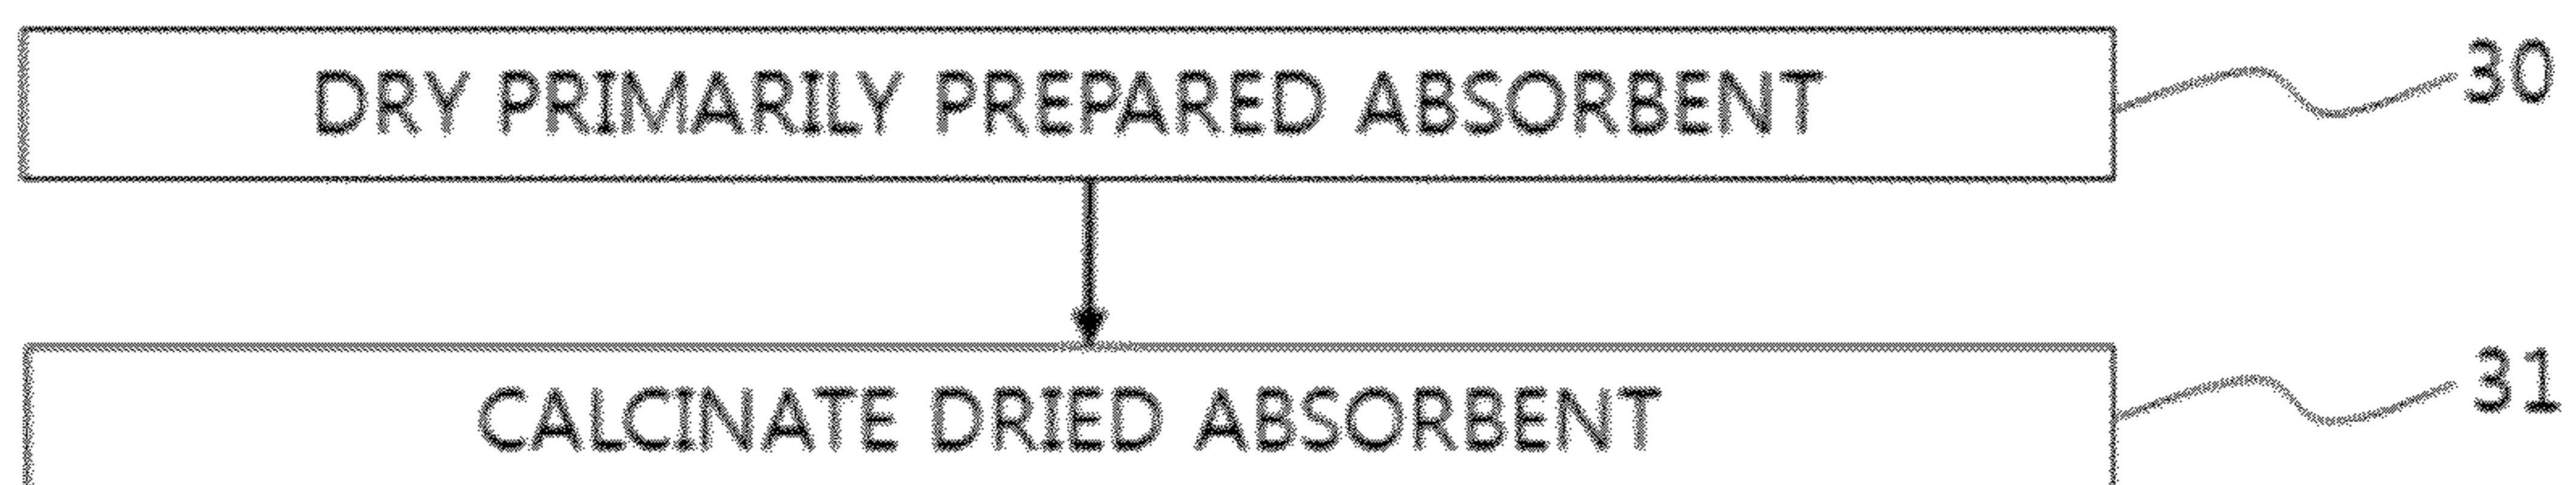 DRY PRIMARILY PREPARED ABSORBENT 30
CALCINATE DRIED ABSORBENT 31